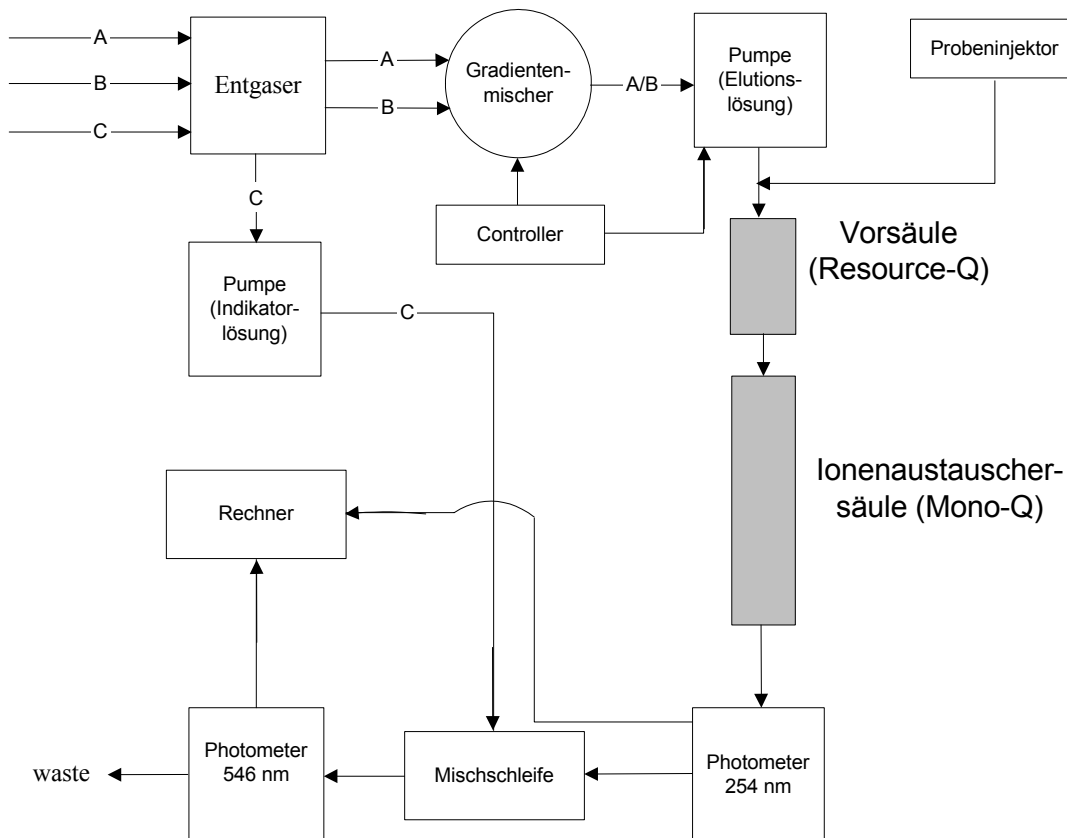 A
B
C
Entgaser
A
B
Gradienten-
mischer
A/B
Pumpe
(Elutions-
lösung)
Probeninjektor
C
Controller
Vorsäule
(Resource-Q)
Pumpe
(Indikator-
lösung)
C
Ionenaustauscher-
säule (Mono-Q)
Rechner
waste
Photometer
546 nm
Mischschleife
Photometer
254 nm